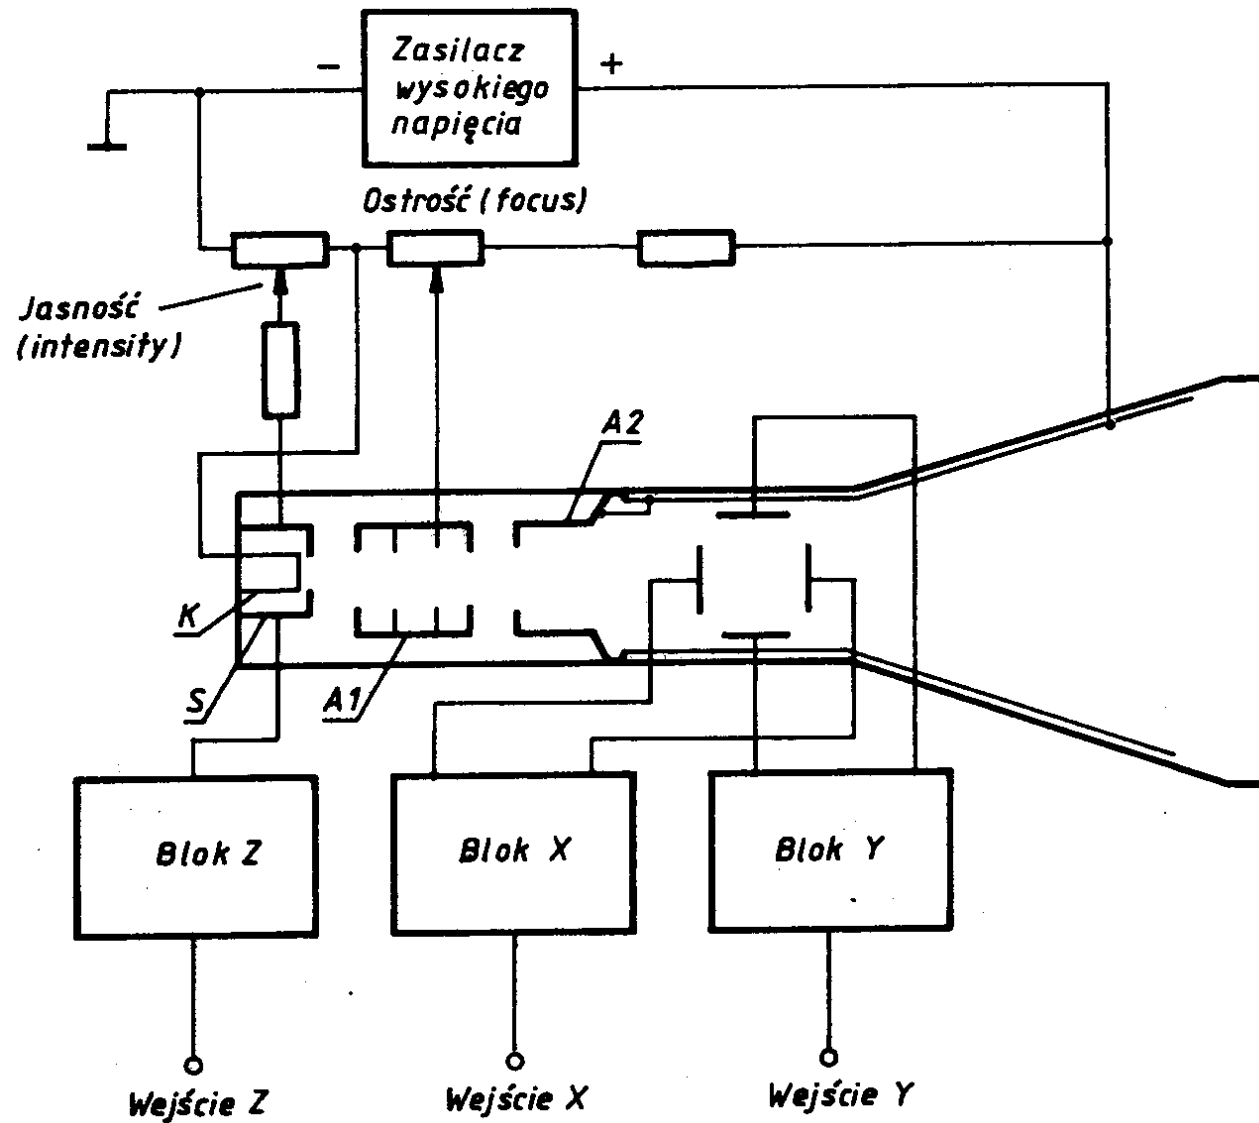 −
Zasilacz
wysokiego
napięcia
+
Ostrość (focus)
Jasność
(intensity)
A2
K
S
A1
Blok Z
Blok X
Blok Y
Wejście Z
Wejście X
Wejście Y